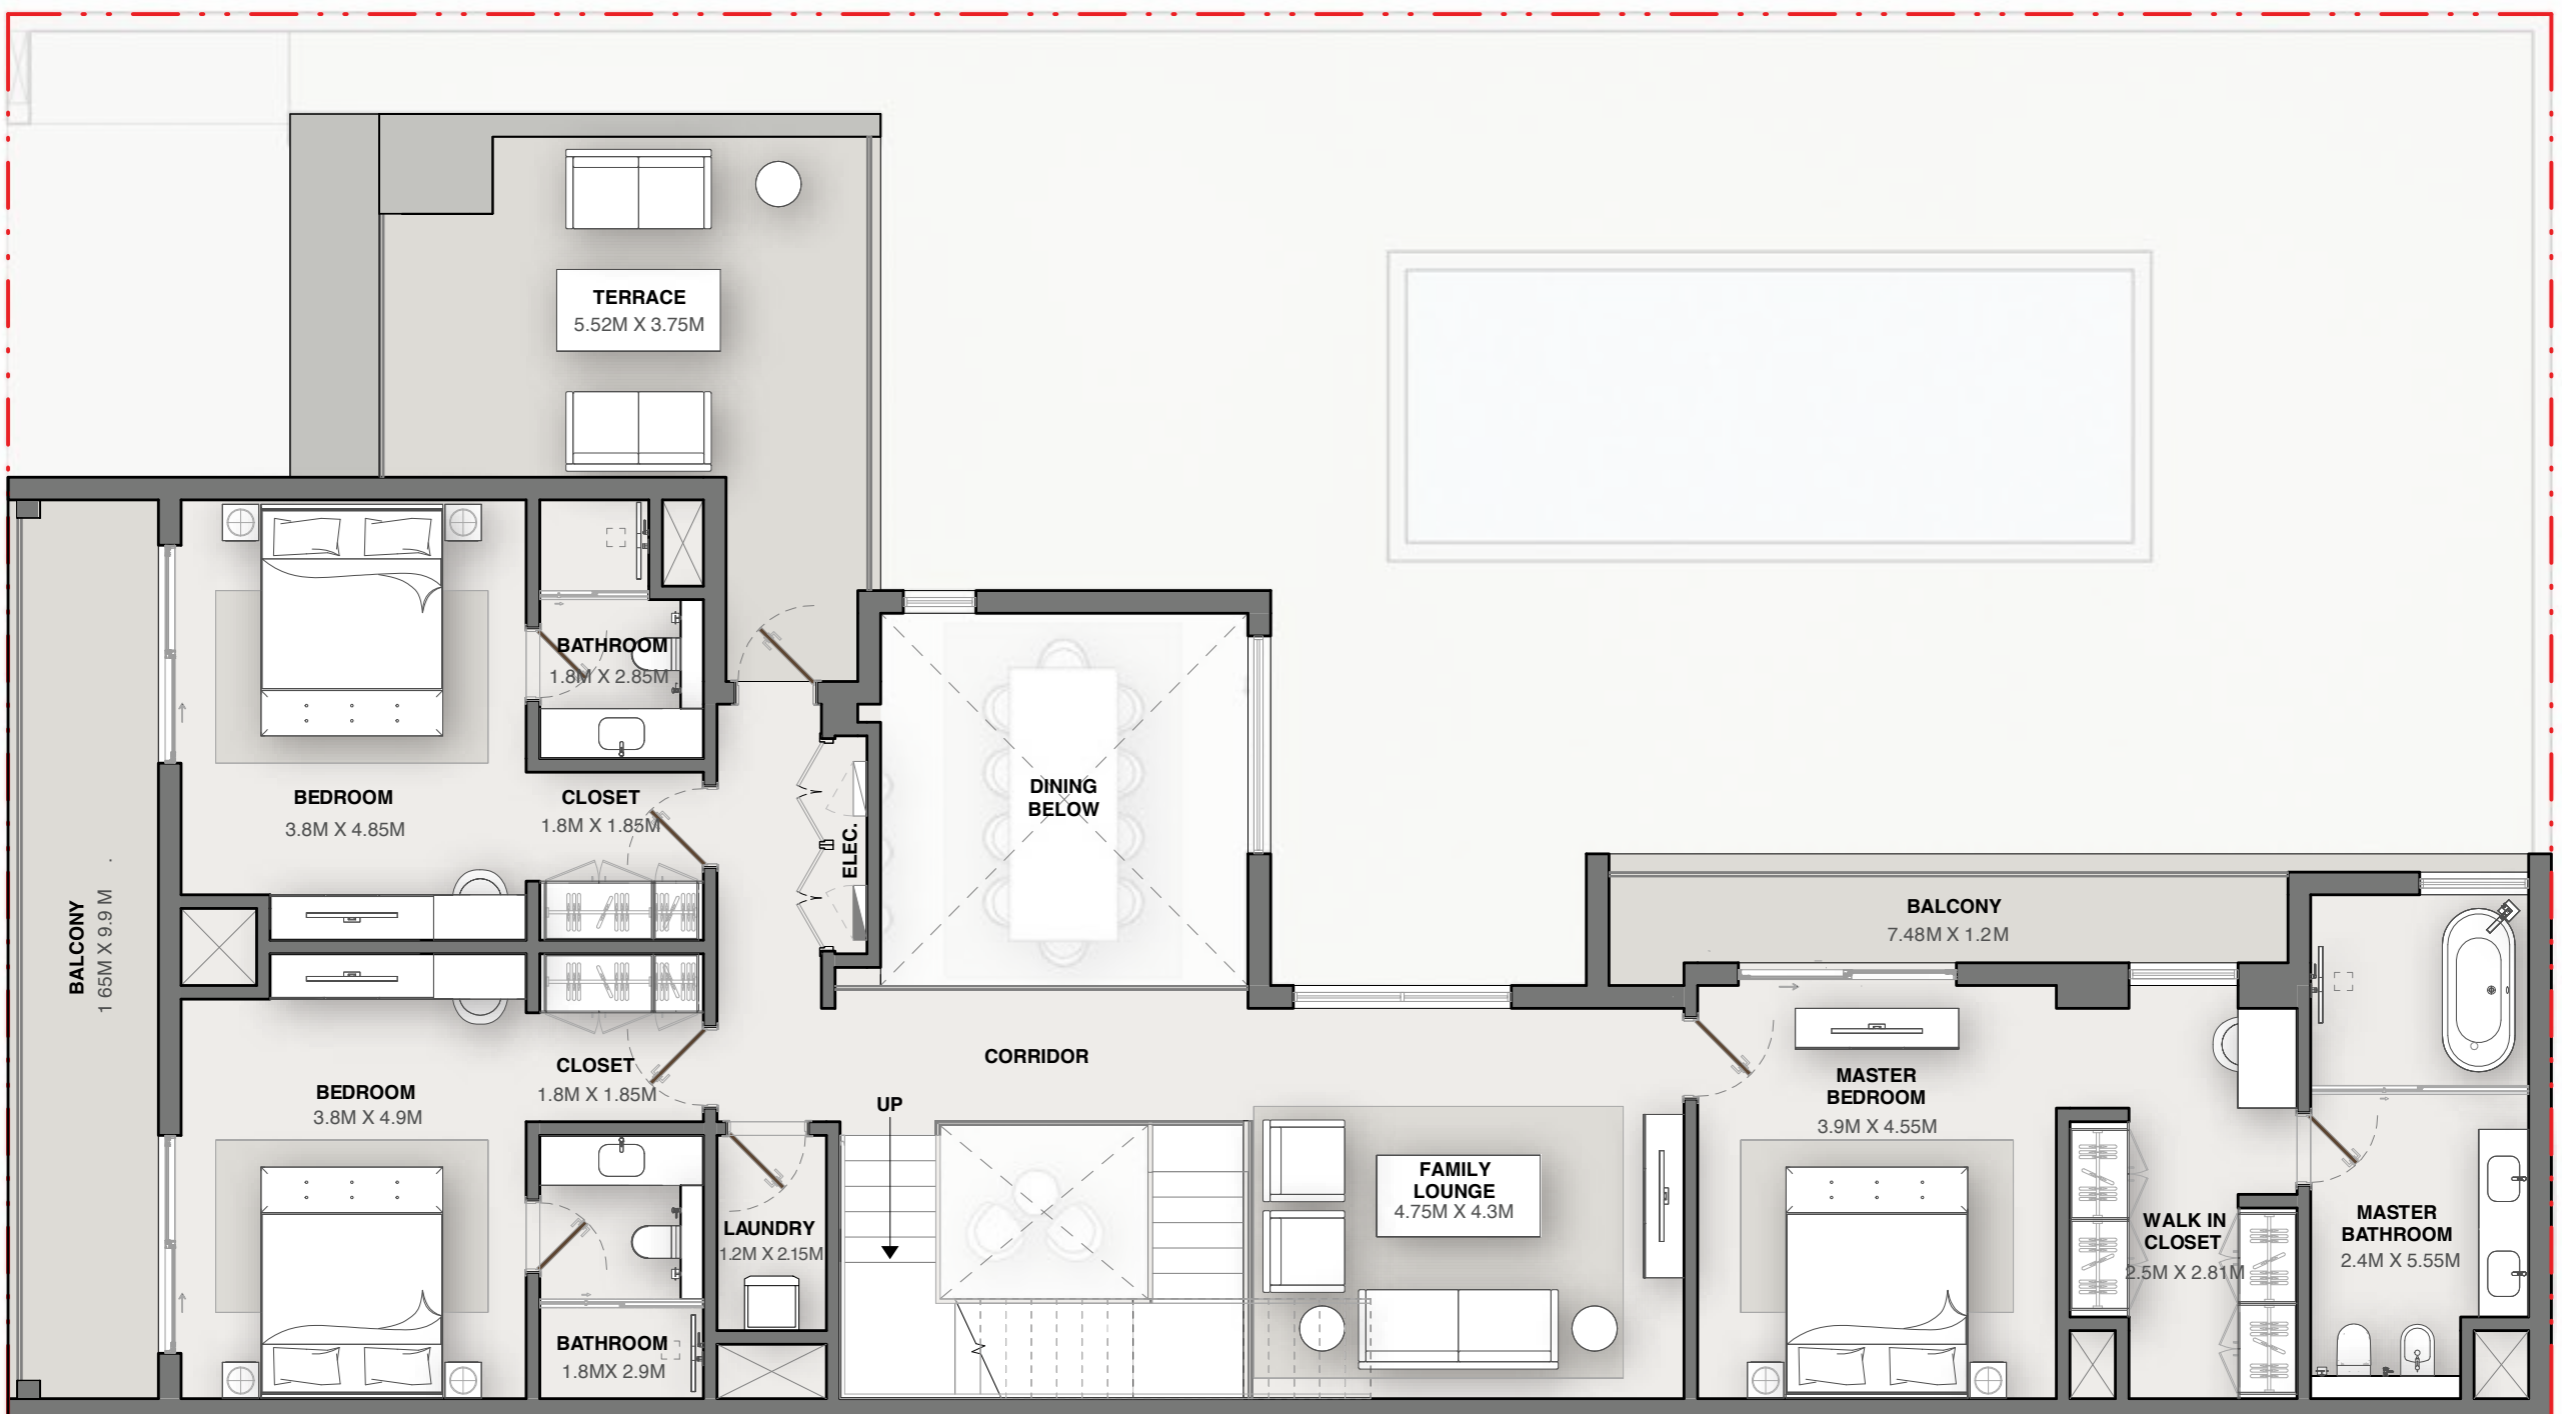 TERRACE
5.52M X 3.75M
BATHROOM
1.8M X 2.85M
BEDROOM
3.8M X 4.85M
CLOSET
1.8M X 1.85M
ELEC.
DINING
BELOW
BALCONY
1 65M X 9.9 M
BALCONY
7.48M X 1.2M
CORRIDOR
BEDROOM
3.8M X 4.9M
CLOSET
1.8M X 1.85M
UP
MASTER
BEDROOM
3.9M X 4.55M
FAMILY
LOUNGE
4.75M X 4.3M
LAUNDRY
1.2M X 2.15M
WALK IN
CLOSET
2.5M X 2.81M
MASTER
BATHROOM
2.4M X 5.55M
BATHROOM
1.8MX 2.9M